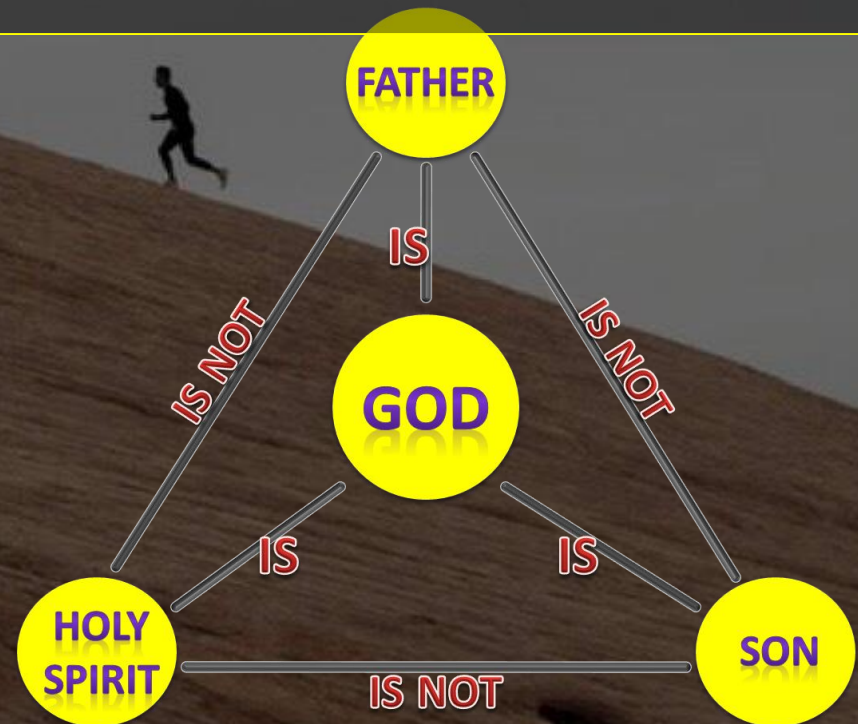 FATHER
IS
IS NOT
IS NOT
GOD
IS
IS
HOLY
SPIRIT
SON
IS NOT